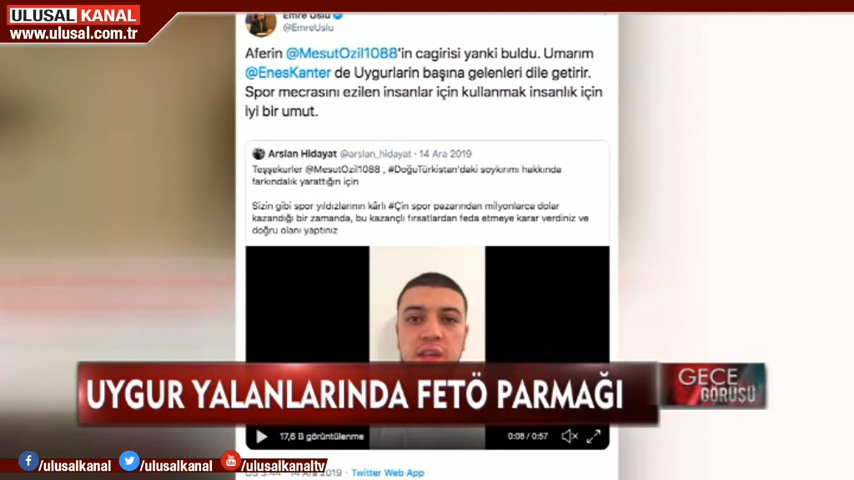 ULUSAL KANAL
www.ulusal.com.tr
Emre Uslu
@EmreUslu
Aferin @MesutOzil1088'in cagirisi yanki buldu. Umarım
@EnesKanter de Uygurlarin başına gelenleri dile getirir.
Spor mecrasını ezilen insanlar için kullanmak insanlık için
iyi bir umut.
Arslan Hidayat @arslan_hidayat · 14 Ara 2019
Teşşekurler @MesutOzil1088 , #DoğuTürkistan'daki soykırımı hakkında
farkındalık yarattığın için
Sizin gibi spor yıldızlarının kârlı #Çin spor pazarından milyonlarca dolar
kazandığı bir zamanda, bu kazançlı fırsatlardan feda etmeye karar verdiniz ve
doğru olanı yaptınız
UYGUR YALANLARINDA FETÖ PARMAĞI
GECE
GÖRÜŞÜ
17,6 B görüntülenme
0:08 / 0:57
/ulusalkanal
/ulusalkanal
/ulusalkanaltv
14 Ara 2019 · Twitter Web App